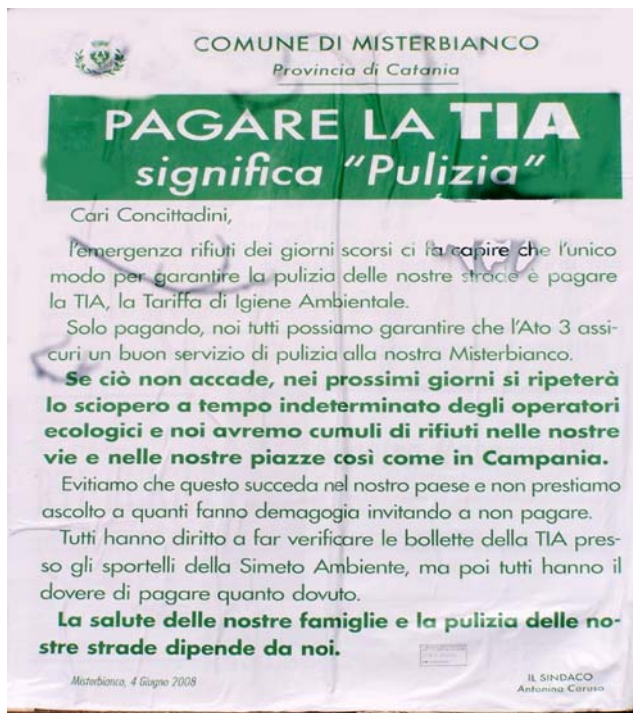 COMUNE DI MISTERBIANCO
Provincia di Catania
PAGARE LA TIA
significa “Pulizia”
Cari Concittadini,
l'emergenza rifiuti dei giorni scorsi ci fa capire che l'unico
modo per garantire la pulizia delle nostre strade è pagare
la TIA, la Tariffa di Igiene Ambientale.
Solo pagando, noi tutti possiamo garantire che l'Ato 3 assi-
curi un buon servizio di pulizia alla nostra Misterbianco.
Se ciò non accade, nei prossimi giorni si ripeterà
lo sciopero a tempo indeterminato degli operatori
ecologici e noi avremo cumuli di rifiuti nelle nostre
vie e nelle nostre piazze così come in Campania.
Evitiamo che questo succeda nel nostro paese e non prestiamo
ascolto a quanti fanno demagogia invitando a non pagare.
Tutti hanno diritto a far verificare le bollette della TIA pres-
so gli sportelli della Simeto Ambiente, ma poi tutti hanno il
dovere di pagare quanto dovuto.
La salute delle nostre famiglie e la pulizia delle no-
stre strade dipende da noi.
Misterbianco, 4 Giugno 2008
IL SINDACO
Antonina Caruso